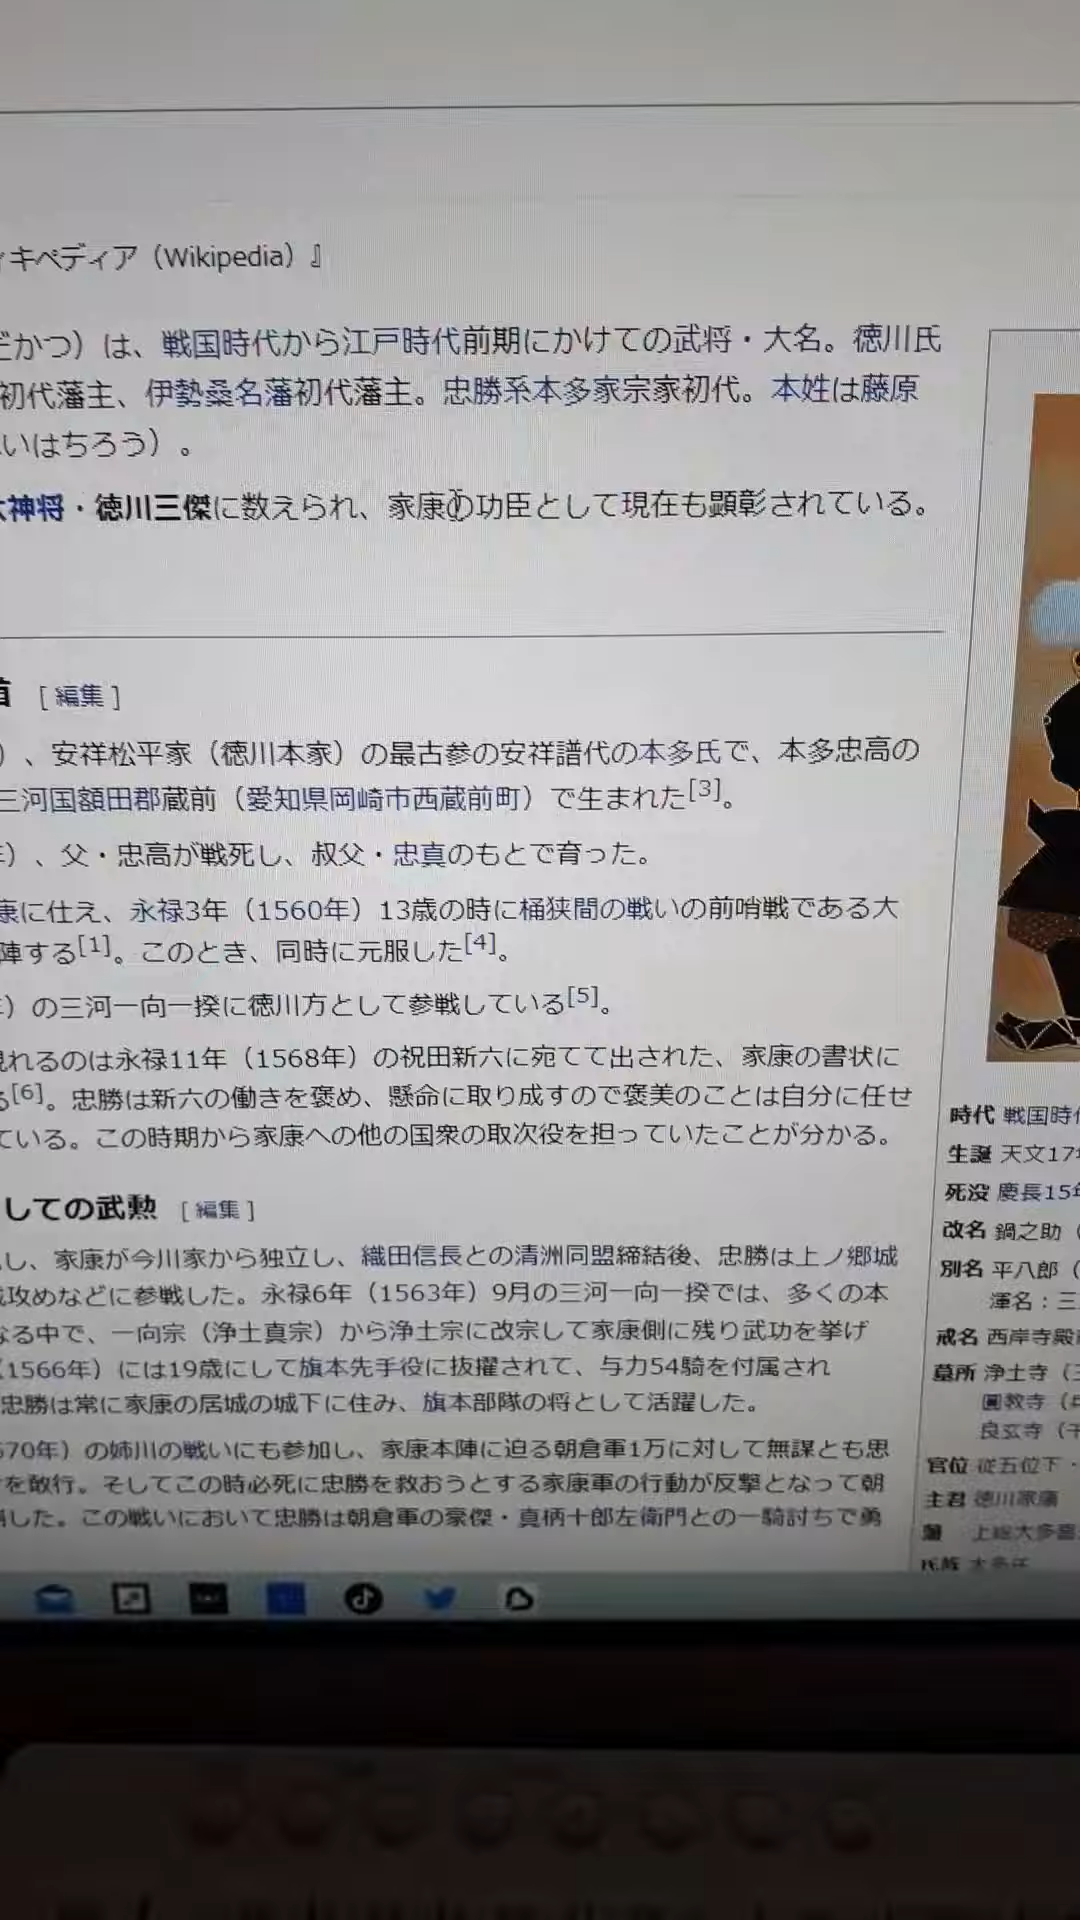 ィキペディア（Wikipedia）』
だかつ）は、戦国時代から江戸時代前期にかけての武将・大名。徳川氏
初代藩主、伊勢桑名藩初代藩主。忠勝系本多家宗家初代。本姓は藤原
いはちろう）。
神将・徳川三傑に数えられ、家康の功臣として現在も顕彰されている。
[編集]
）、安祥松平家（徳川本家）の最古参の安祥譜代の本多氏で、本多忠高の
三河国額田郡蔵前（愛知県岡崎市西蔵前町）で生まれた[3]。
年）、父・忠高が戦死し、叔父・忠真のもとで育った。
康に仕え、永禄3年（1560年）13歳の時に桶狭間の戦いの前哨戦である大
陣する[1]。このとき、同時に元服した[4]。
年）の三河一向一揆に徳川方として参戦している[5]。
現れるのは永禄11年（1568年）の祝田新六に宛てて出された、家康の書状に
る[6]。忠勝は新六の働きを褒め、懸命に取り成すので褒美のことは自分に任せ
ている。この時期から家康への他の国衆の取次役を担っていたことが分かる。
しての武勲 [編集]
し、家康が今川家から独立し、織田信長との清洲同盟締結後、忠勝は上ノ郷城
城攻めなどに参戦した。永禄6年（1563年）9月の三河一向一揆では、多くの本
なる中で、一向宗（浄土真宗）から浄土宗に改宗して家康側に残り武功を挙げ
（1566年）には19歳にして旗本先手役に抜擢されて、与力54騎を付属され
忠勝は常に家康の居城の城下に住み、旗本部隊の将として活躍した。
570年）の姉川の戦いにも参加し、家康本陣に迫る朝倉軍1万に対して無謀とも思
けを敢行。そしてこの時必死に忠勝を救おうとする家康軍の行動が反撃となって朝
した。この戦いにおいて忠勝は朝倉軍の豪傑・真柄十郎左衛門との一騎討ちで勇
時代 戦国時代
生誕 天文17年
死没 慶長15年
改名 鍋之助（
別名 平八郎（
渾名：三
戒名 西岸寺殿
墓所 浄土寺（三
圓教寺（兵
良玄寺（千
官位 従五位下・
主君 徳川家康
藩 上総大多喜
氏族 本多氏